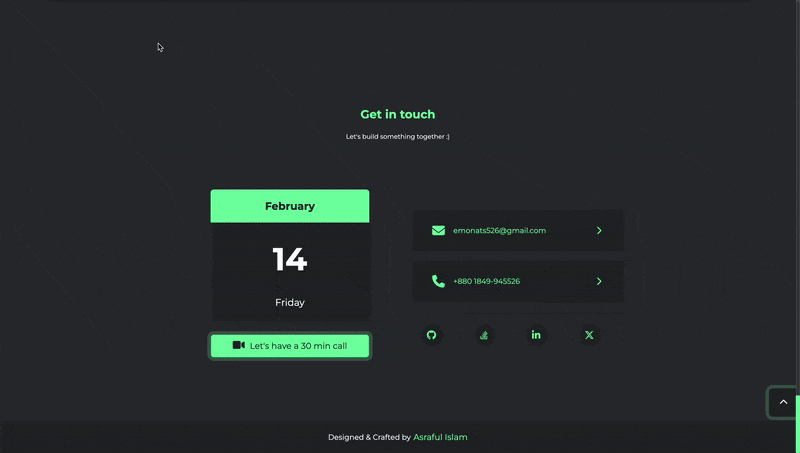 Get in touch
Let's build something together :)
February
14
Friday
Let's have a 30 min call
emonats526@gmail.com
+880 1849-945526
Designed & Crafted by Asraful Islam